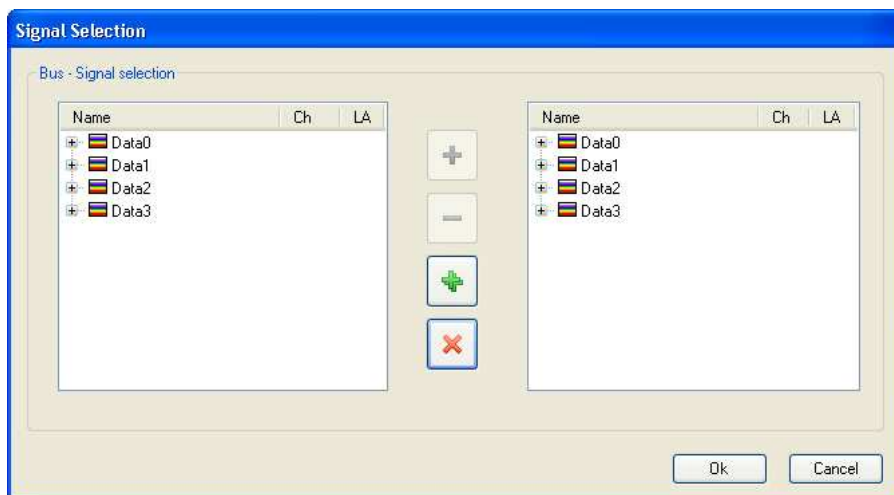 Signal Selection
Bus - Signal selection
Name Ch LA
Data0
Data1
Data2
Data3
Name Ch LA
Data0
Data1
Data2
Data3
Ok Cancel